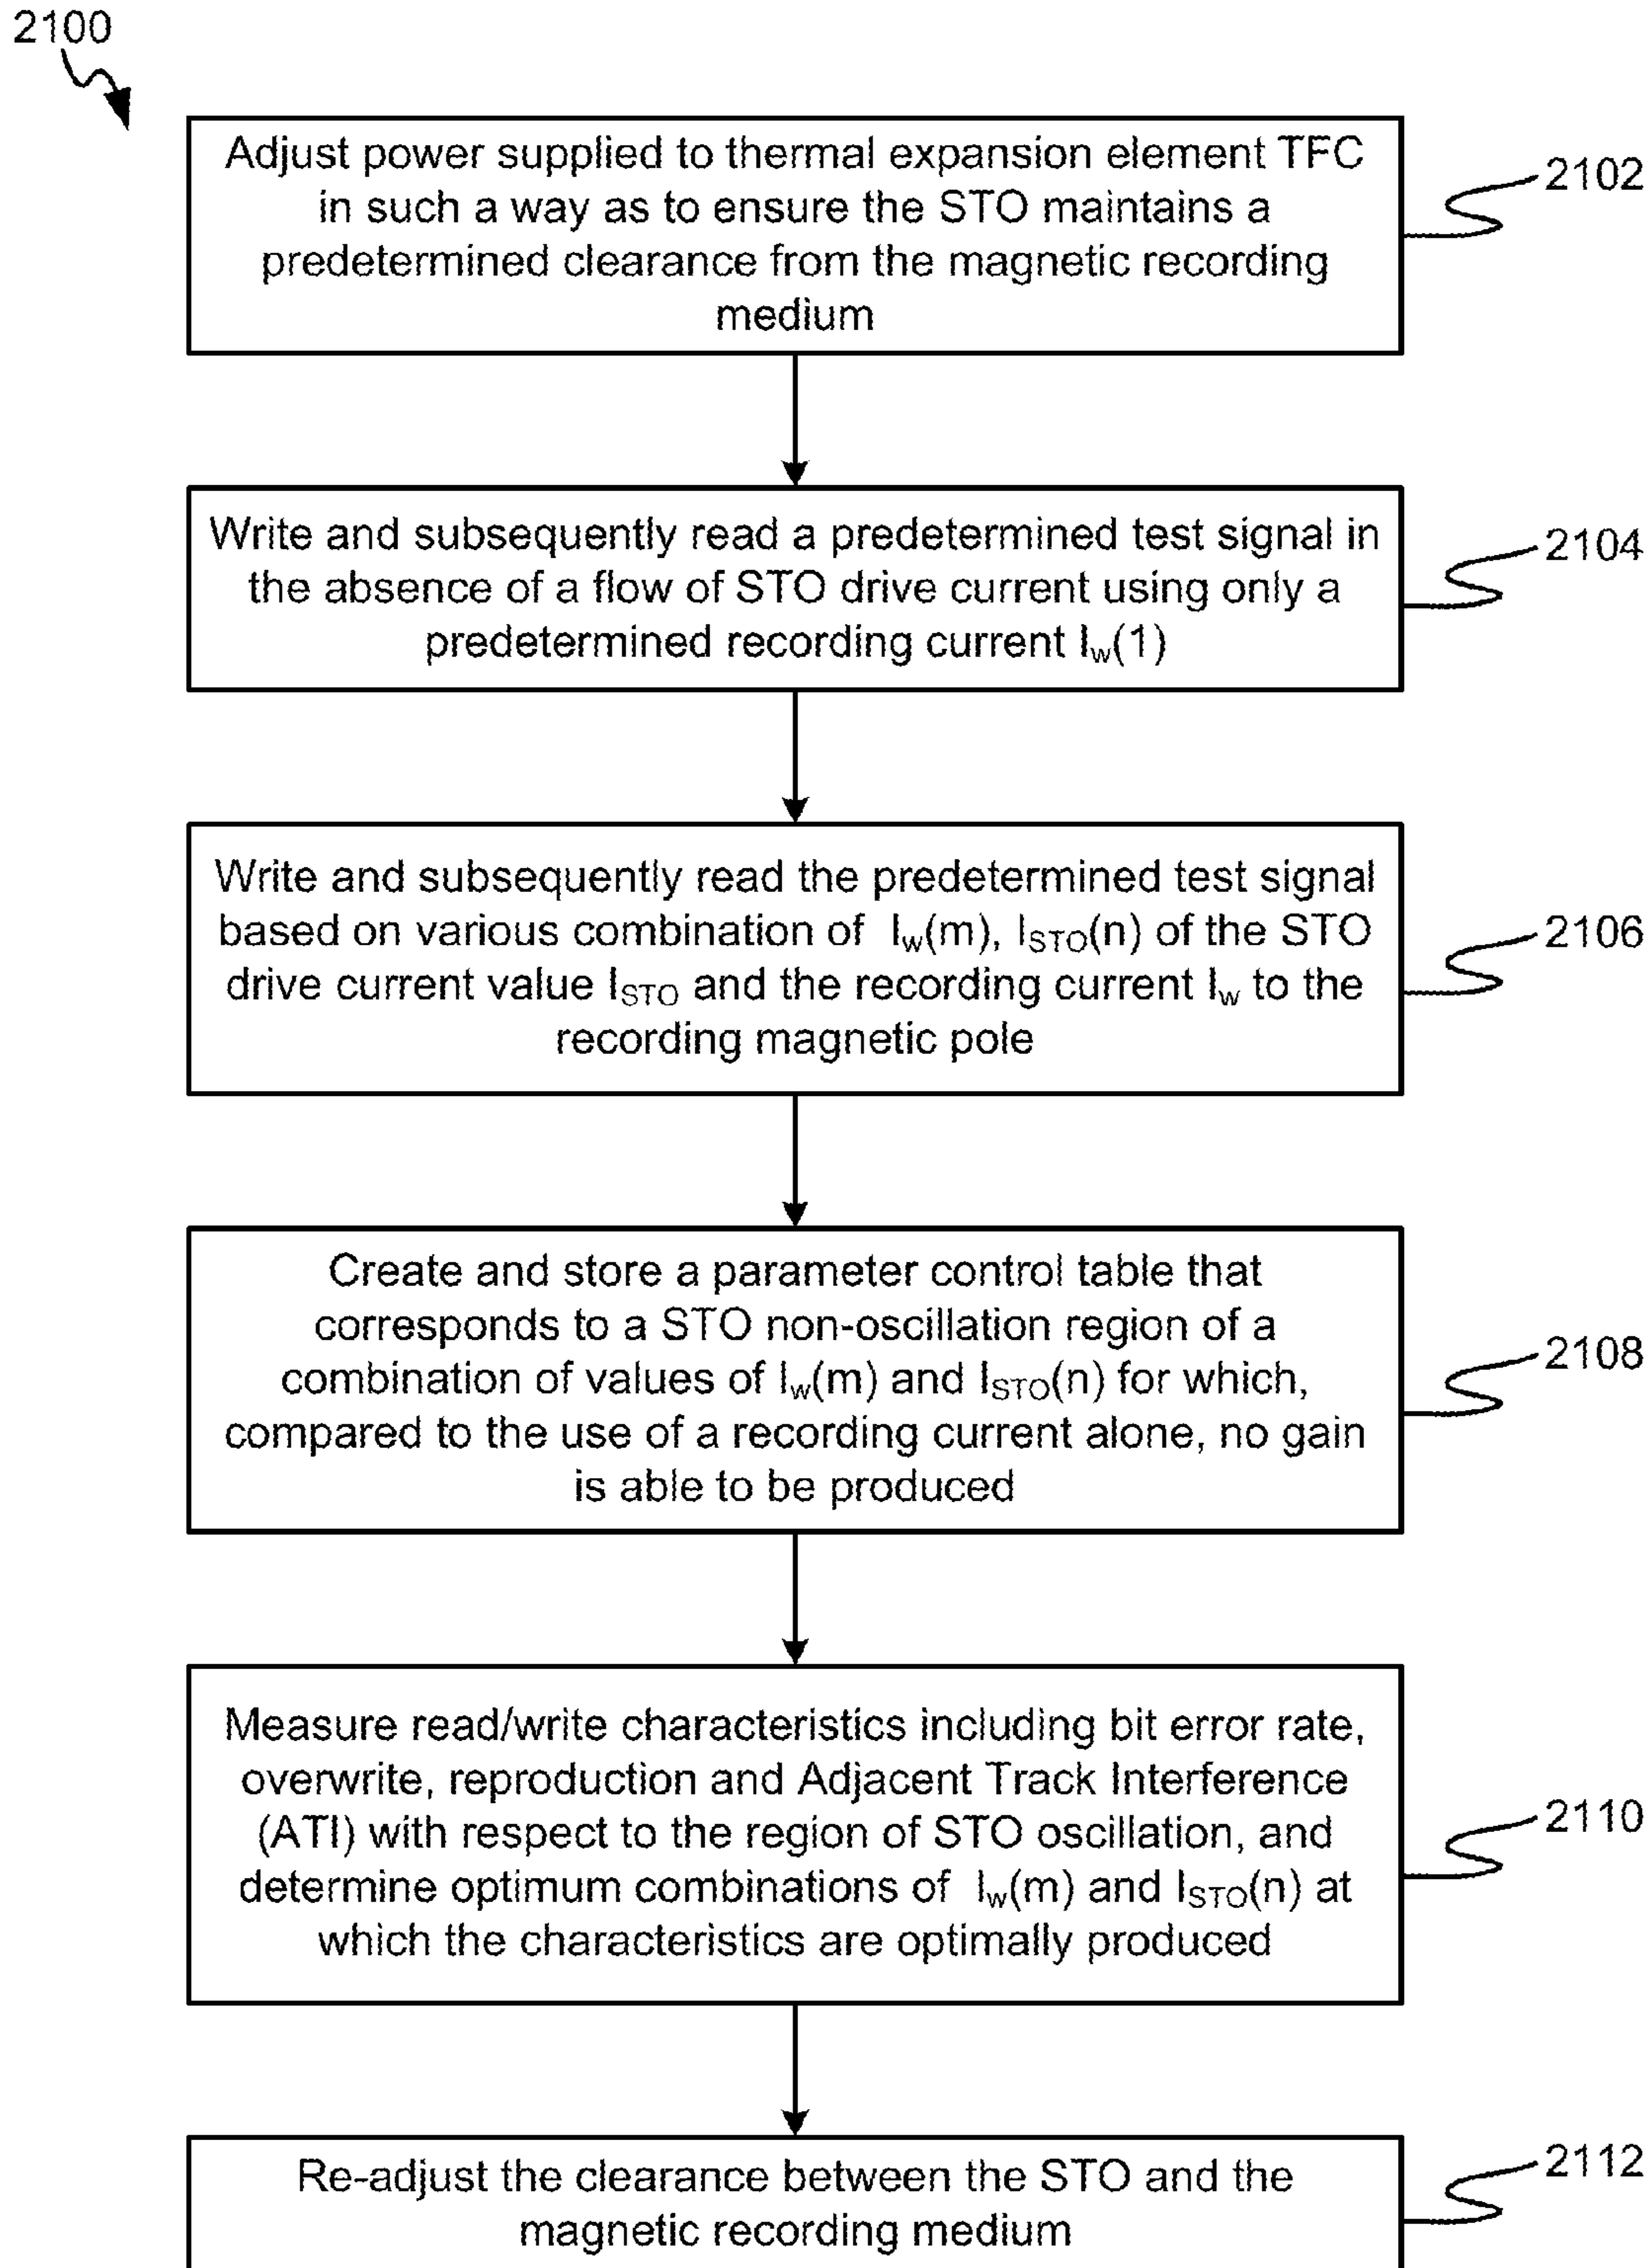 2100
Adjust power supplied to thermal expansion element TFC
in such a way as to ensure the STO maintains a
predetermined clearance from the magnetic recording
medium
2102
Write and subsequently read a predetermined test signal in
the absence of a flow of STO drive current using only a
predetermined recording current Iw(1)
2104
Write and subsequently read the predetermined test signal
based on various combination of Iw(m), ISTO(n) of the STO
drive current value ISTO and the recording current Iw to the
recording magnetic pole
2106
Create and store a parameter control table that
corresponds to a STO non-oscillation region of a
combination of values of Iw(m) and ISTO(n) for which,
compared to the use of a recording current alone, no gain
is able to be produced
2108
Measure read/write characteristics including bit error rate,
overwrite, reproduction and Adjacent Track Interference
(ATI) with respect to the region of STO oscillation, and
determine optimum combinations of Iw(m) and ISTO(n) at
which the characteristics are optimally produced
2110
Re-adjust the clearance between the STO and the
magnetic recording medium
2112